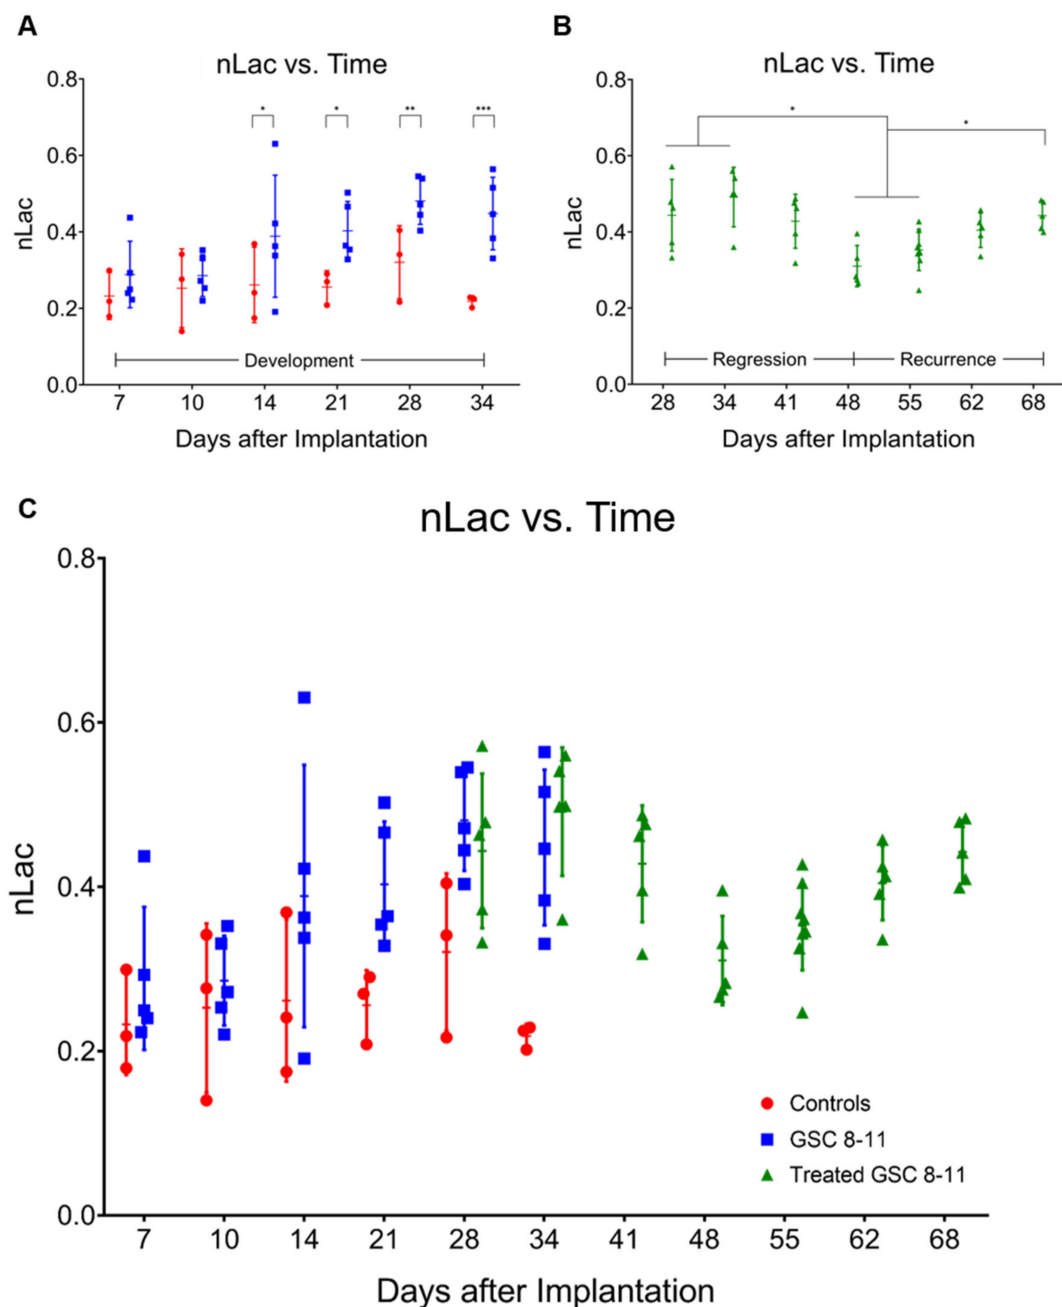 A
nLac vs. Time
0.8
0.6
0.4
0.2
0.0
nLac
*
*
**
***
Development
7 10 14 21 28 34
Days after Implantation
B
nLac vs. Time
0.8
0.6
0.4
0.2
0.0
nLac
*
*
Regression Recurrence
28 34 41 48 55 62 68
Days after Implantation
C
nLac vs. Time
0.8
0.6
0.4
0.2
0.0
nLac
Controls
GSC 8-11
Treated GSC 8-11
7 10 14 21 28 34 41 48 55 62 68
Days after Implantation